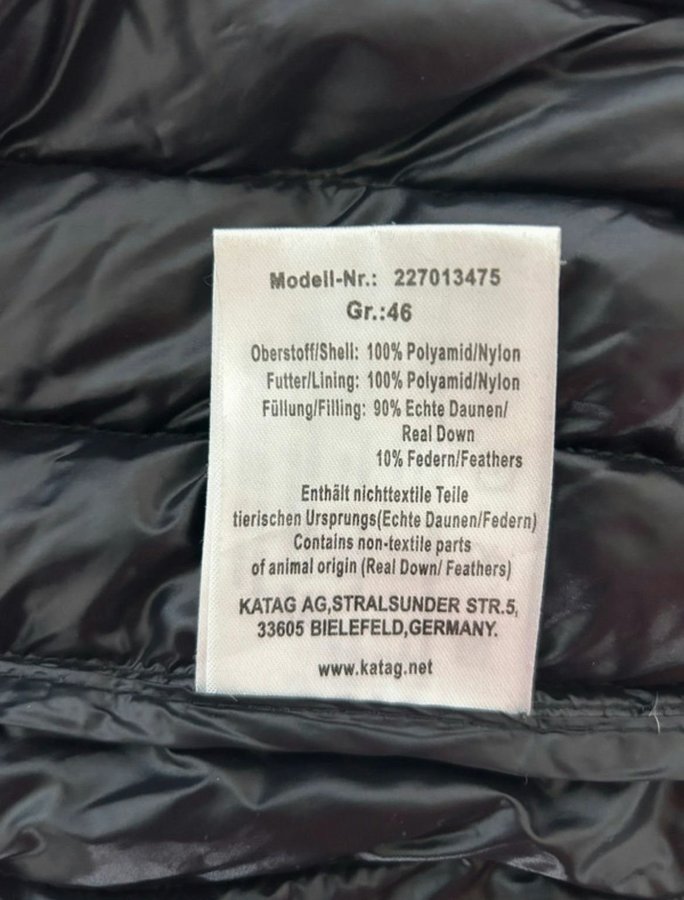 Modell-Nr.: 227013475
Gr.:46
Oberstoff/Shell: 100% Polyamid/Nylon
Futter/Lining: 100% Polyamid/Nylon
Füllung/Filling: 90% Echte Daunen/
Real Down
10% Federn/Feathers
Enthält nichttextile Teile
tierischen Ursprungs(Echte Daunen/Federn)
Contains non-textile parts
of animal origin (Real Down/ Feathers)
KATAG AG,STRALSUNDER STR.5,
33605 BIELEFELD,GERMANY.
www.katag.net